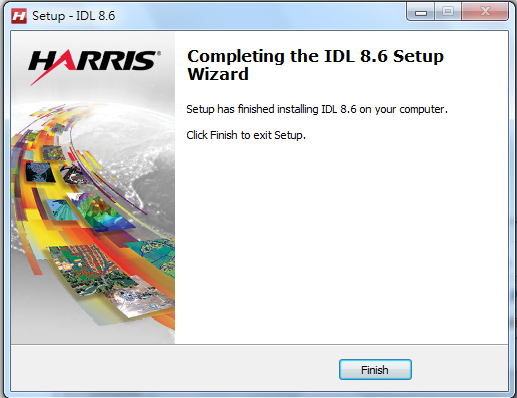 Setup - IDL 8.6
HARRIS®
Completing the IDL 8.6 Setup
Wizard
Setup has finished installing IDL 8.6 on your computer.
Click Finish to exit Setup.
Finish